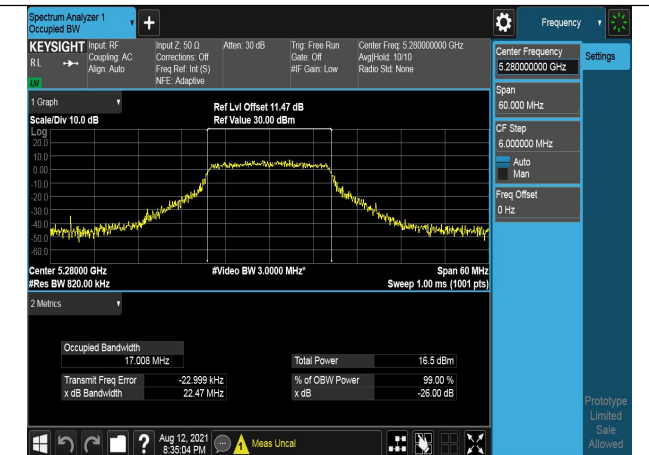 Spectrum Analyzer 1
Occupied BW
Frequency
KEYSIGHT
RL
Input: RF
Coupling: AC
Align: Auto
Input Z: 50 Ω
Corrections: Off
Freq Ref: Int (S)
NFE: Adaptive
Atten: 30 dB
Trig: Free Run
Gate: Off
#IF Gain: Low
Center Freq: 5.280000000 GHz
Avg|Hold: 10/10
Radio Std: None
LXI
1 Graph
Scale/Div 10.0 dB
Ref Lvl Offset 11.47 dB
Ref Value 30.00 dBm
Log
20.0
10.0
0.00
-10.0
-20.0
-30.0
-40.0
-50.0
-60.0
Center 5.28000 GHz
#Res BW 820.00 kHz
#Video BW 3.0000 MHz*
Span 60 MHz
Sweep 1.00 ms (1001 pts)
2 Metrics
Occupied Bandwidth
17.008 MHz
Transmit Freq Error -22.999 kHz
x dB Bandwidth 22.47 MHz
Total Power 16.5 dBm
% of OBW Power 99.00 %
x dB -26.00 dB
Center Frequency
5.280000000 GHz
Settings
Span
60.000 MHz
CF Step
6.000000 MHz
Auto
Man
Freq Offset
0 Hz
Prototype
Limited
Sale
Allowed
?
Aug 12, 2021
8:35:04 PM
Meas Uncal